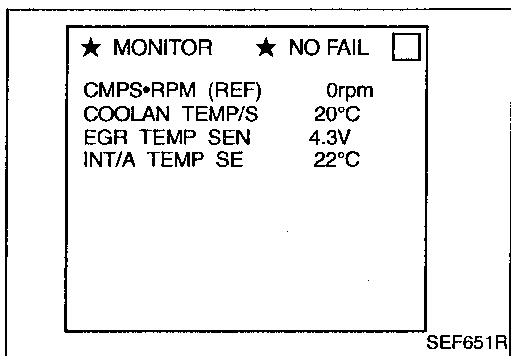 ★ MONITOR ★ NO FAIL
CMPS•RPM (REF) 0rpm
COOLAN TEMP/S 20°C
EGR TEMP SEN 4.3V
INT/A TEMP SE 22°C
SEF651R